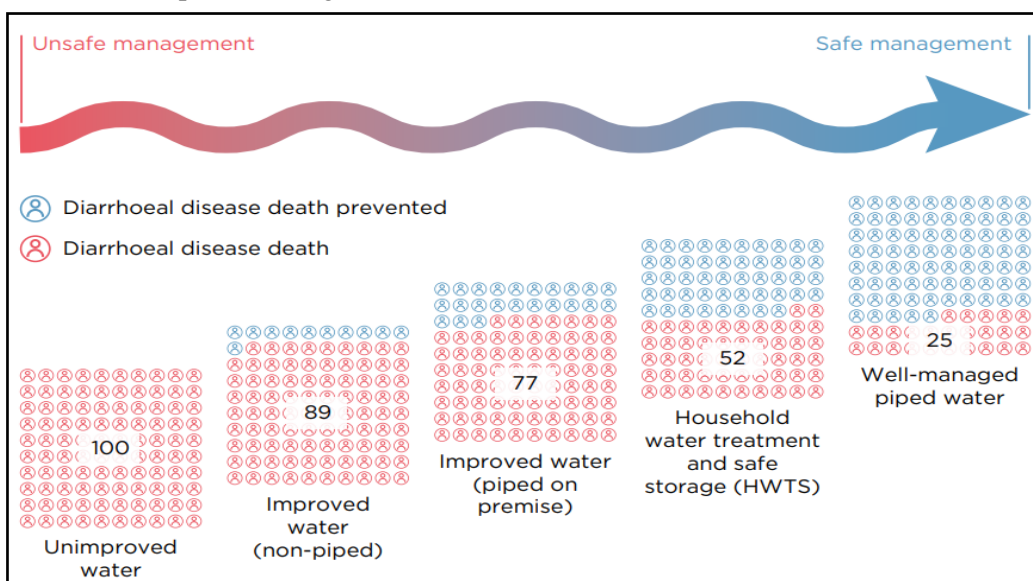 Unsafe management
Safe management
Diarrhoeal disease death prevented
Diarrhoeal disease death
100
Unimproved
water
89
Improved
water
(non-piped)
77
Improved water
(piped on
premise)
52
Household
water treatment
and safe
storage (HWTS)
25
Well-managed
piped water